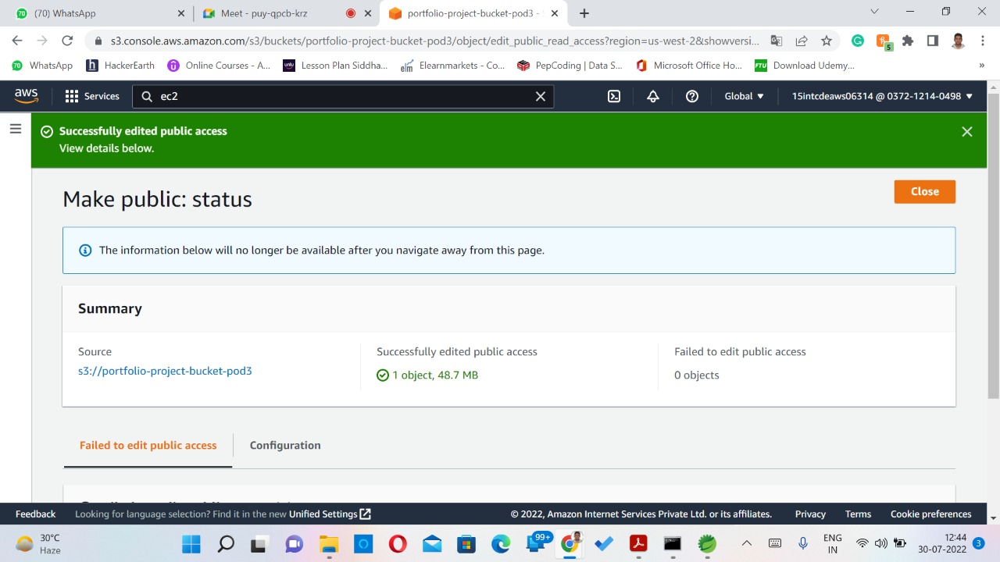 (70) WhatsApp
Meet - puy-qpcb-krz
portfolio-project-bucket-pod3 -
s3.console.aws.amazon.com/s3/buckets/portfolio-project-bucket-pod3/object/edit_public_read_access?region=us-west-2&showversi...
5
WhatsApp
HackerEarth
Online Courses - A...
Lesson Plan Siddha...
Elearnmarkets - Co...
PepCoding | Data S...
Microsoft Office Ho...
Download Udemy...
»
aws
Services
ec2
Global
15intcdeaws06314 @ 0372-1214-0498
Successfully edited public access
View details below.
Make public: status
Close
The information below will no longer be available after you navigate away from this page.
Summary
Source
s3://portfolio-project-bucket-pod3
Successfully edited public access
1 object, 48.7 MB
Failed to edit public access
0 objects
Failed to edit public access
Configuration
Feedback
Looking for language selection? Find it in the new Unified Settings
© 2022, Amazon Internet Services Private Ltd. or its affiliates.
Privacy
Terms
Cookie preferences
30°C
Haze
99+
ENG
IN
12:44
30-07-2022
3